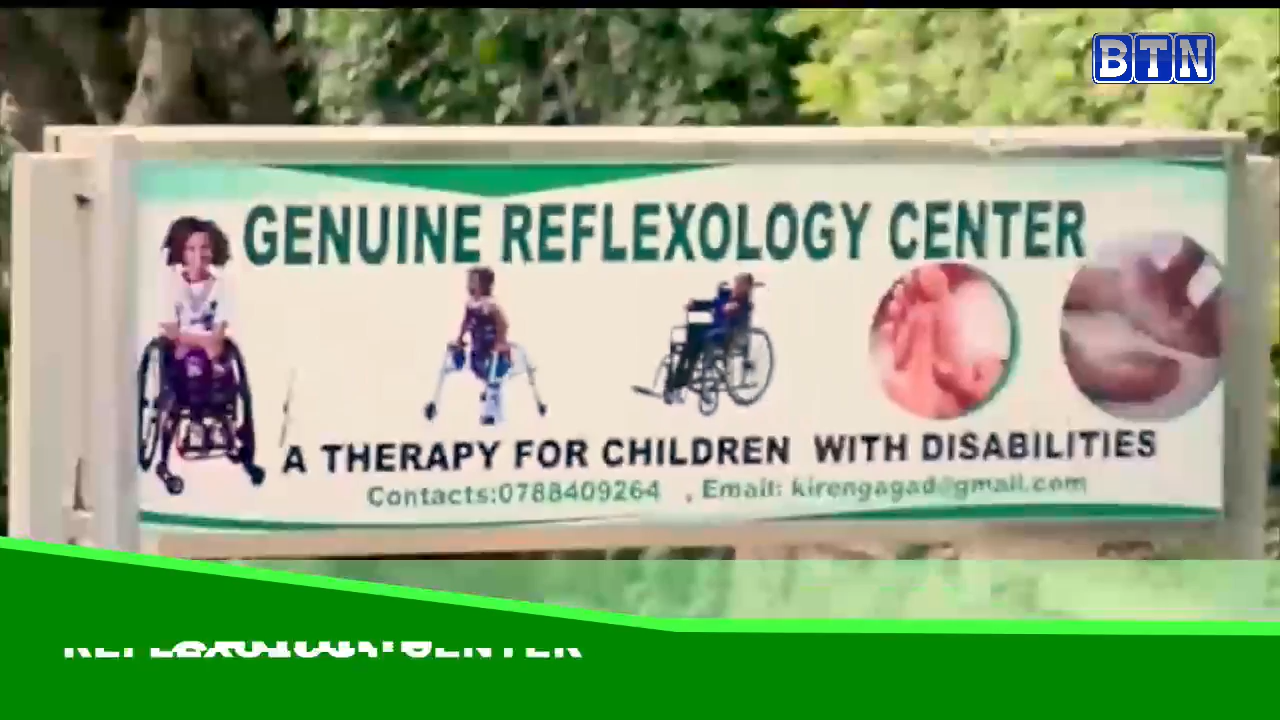 BTN
GENUINE REFLEXOLOGY CENTER
A THERAPY FOR CHILDREN WITH DISABILITIES
Contacts:0788409264 , Email: kirengagad@gmail.com